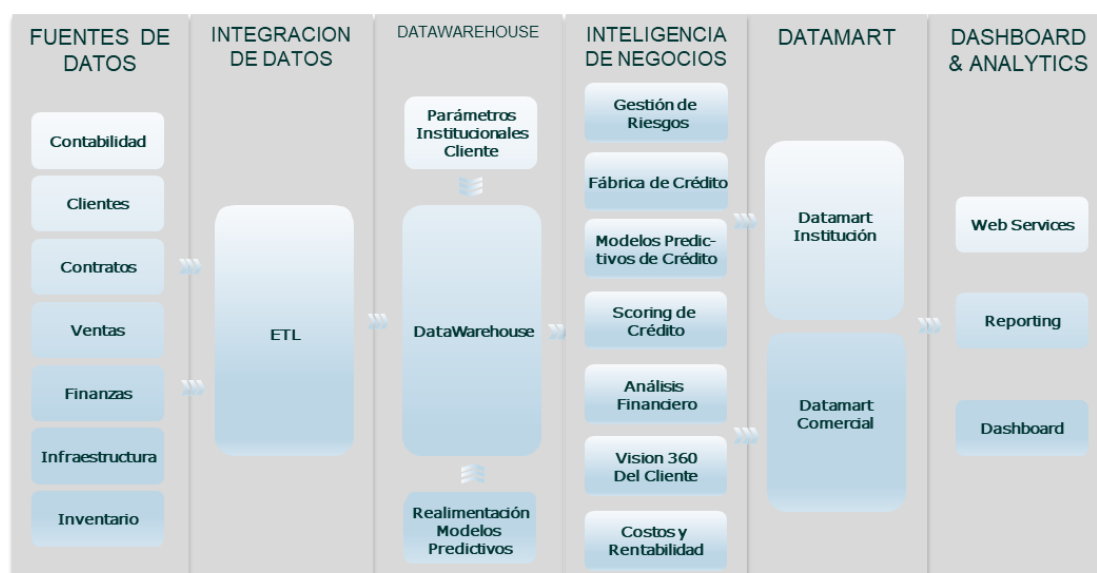 FUENTES DE
DATOS
Contabilidad
Clientes
Contratos
Ventas
Finanzas
Infraestructura
Inventario
INTEGRACION
DE DATOS
ETL
DATAWAREHOUSE
Parámetros
Institucionales
Cliente
DataWarehouse
Realimentación
Modelos
Predictivos
INTELIGENCIA
DE NEGOCIOS
Gestión de
Riesgos
Fábrica de Crédito
Modelos Predic-
tivos de Crédito
Scoring de
Crédito
Análisis
Financiero
Vision 360
Del Cliente
Costos y
Rentabilidad
DATAMART
Datamart
Institución
Datamart
Comercial
DASHBOARD
& ANALYTICS
Web Services
Reporting
Dashboard